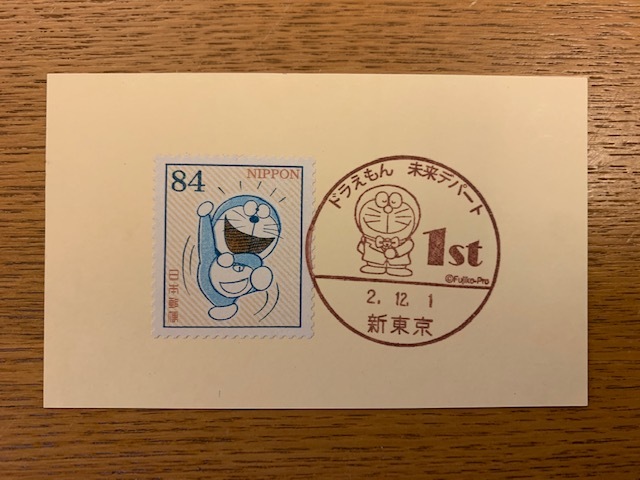 84 NIPPON
日本郵便
ドラえもん 未来デパート
1st
©Fujiko-Pro
2. 12. 1
新東京